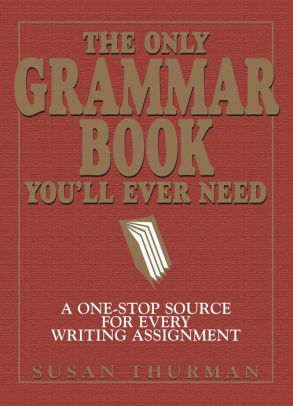 THE ONLY
GRAMMAR
BOOK
YOU'LL EVER NEED
A ONE-STOP SOURCE
FOR EVERY
WRITING ASSIGNMENT
SUSAN THURMAN